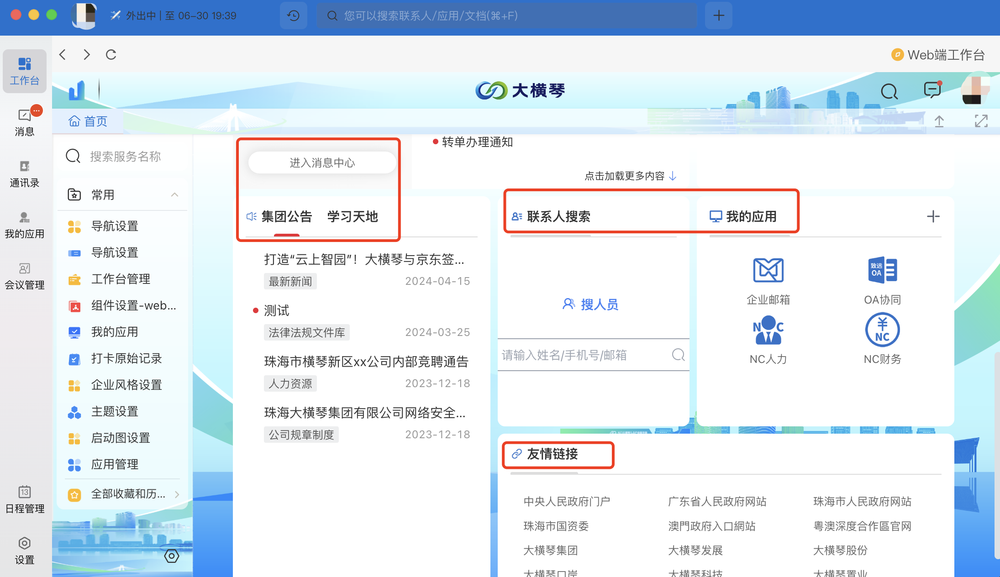 外出中 | 至 06-30 19:39
您可以搜索联系人/应用/文档(⌘+F)
Web端工作台
工作台
消息
通讯录
我的应用
会议管理
13
日程管理
设置
大横琴
首页
搜索服务名称
常用
导航设置
导航设置
工作台管理
组件设置-web...
我的应用
打卡原始记录
企业风格设置
主题设置
启动图设置
应用管理
全部收藏和历...
进入消息中心
转单办理通知
点击加载更多内容
集团公告 学习天地
打造“云上智园”！大横琴与京东签...
最新新闻 2024-04-15
测试
法律法规文件库 2024-03-25
珠海市横琴新区xx公司内部竞聘通告
人力资源 2023-12-18
珠海大横琴集团有限公司网络安全...
公司规章制度 2023-12-18
联系人搜索
搜人员
请输入姓名/手机号/邮箱
我的应用
致远
OA
企业邮箱 OA协同
N C
NC
NC人力 NC财务
友情链接
中央人民政府门户 广东省人民政府网站 珠海市人民政府网站
珠海市国资委 澳門政府入口網站 粵澳深度合作區官网
大横琴集团 大横琴发展 大横琴股份
大横琴口岸 大横琴科技 大横琴置业